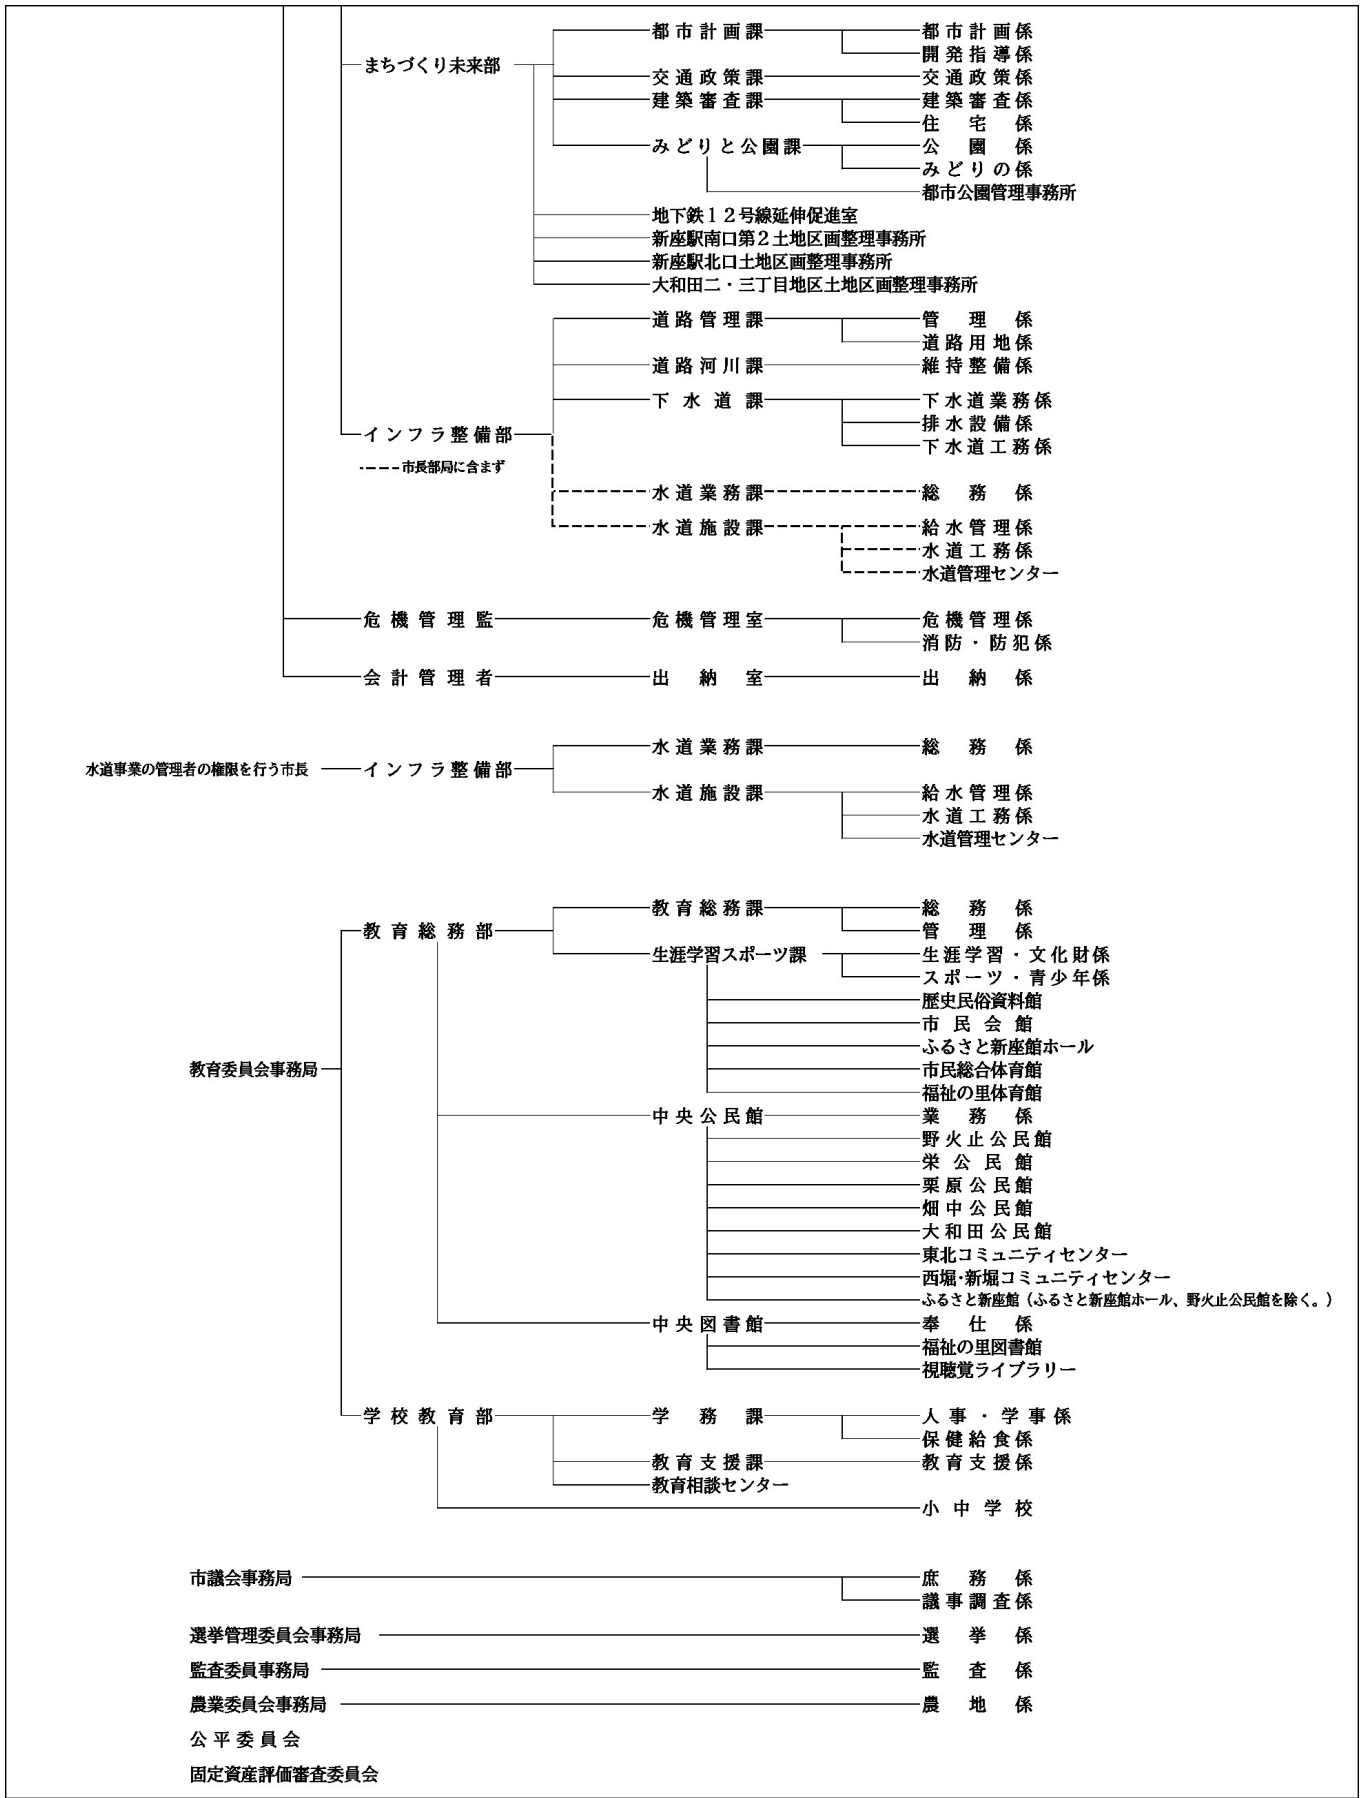 都市計画課 都市計画係
開発指導係
まちづくり未来部
交通政策課 交通政策係
建築審査課 建築審査係
住宅係
みどりと公園課 公園係
みどりの係
都市公園管理事務所
地下鉄１２号線延伸促進室
新座駅南口第２土地区画整理事務所
新座駅北口土地区画整理事務所
大和田二・三丁目地区土地区画整理事務所
道路管理課 管理係
道路用地係
道路河川課 維持整備係
下水道課 下水道業務係
排水設備係
インフラ整備部
下水道工務係
市長部局に含まず
水道業務課 総務係
水道施設課 給水管理係
水道工務係
水道管理センター
危機管理監 危機管理室 危機管理係
消防・防犯係
会計管理者 出納室 出納係
水道業務課 総務係
水道事業の管理者の権限を行う市長 インフラ整備部
水道施設課 給水管理係
水道工務係
水道管理センター
教育総務課 総務係
教育総務部 管理係
生涯学習スポーツ課 生涯学習・文化財係
スポーツ・青少年係
歴史民俗資料館
市民会館
ふるさと新座館ホール
教育委員会事務局 市民総合体育館
福祉の里体育館
中央公民館 業務係
野火止公民館
栄公民館
栗原公民館
畑中公民館
大和田公民館
東北コミュニティセンター
西堀・新堀コミュニティセンター
ふるさと新座館（ふるさと新座館ホール、野火止公民館を除く。）
中央図書館 奉仕係
福祉の里図書館
視聴覚ライブラリー
学校教育部 学務課 人事・学事係
保健給食係
教育支援課 教育支援係
教育相談センター
小中学校
市議会事務局 庶務係
議事調査係
選挙管理委員会事務局 選挙係
監査委員事務局 監査係
農業委員会事務局 農地係
公平委員会
固定資産評価審査委員会